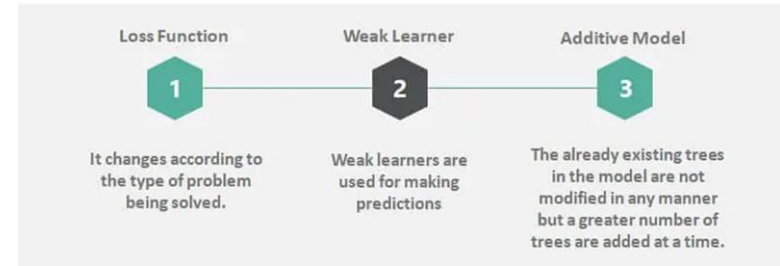 Loss Function
Weak Learner
Additive Model
1
2
3
It changes according to
the type of problem
being solved.
Weak learners are
used for making
predictions
The already existing trees
in the model are not
modified in any manner
but a greater number of
trees are added at a time.